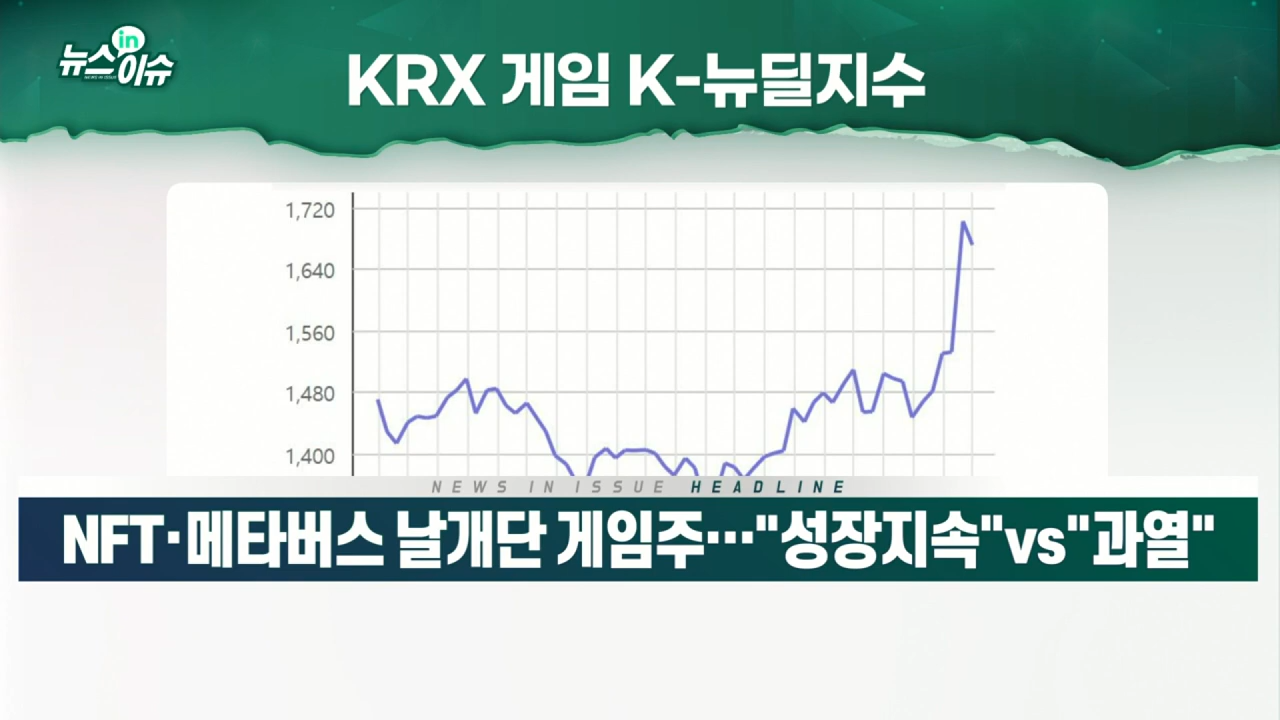 뉴스in이슈
KRX 게임 K-뉴딜지수
1,720
1,640
1,560
1,480
1,400
NEWS IN ISSUE HEADLINE
NFT·메타버스 날개단 게임주…"성장지속"vs"과열"